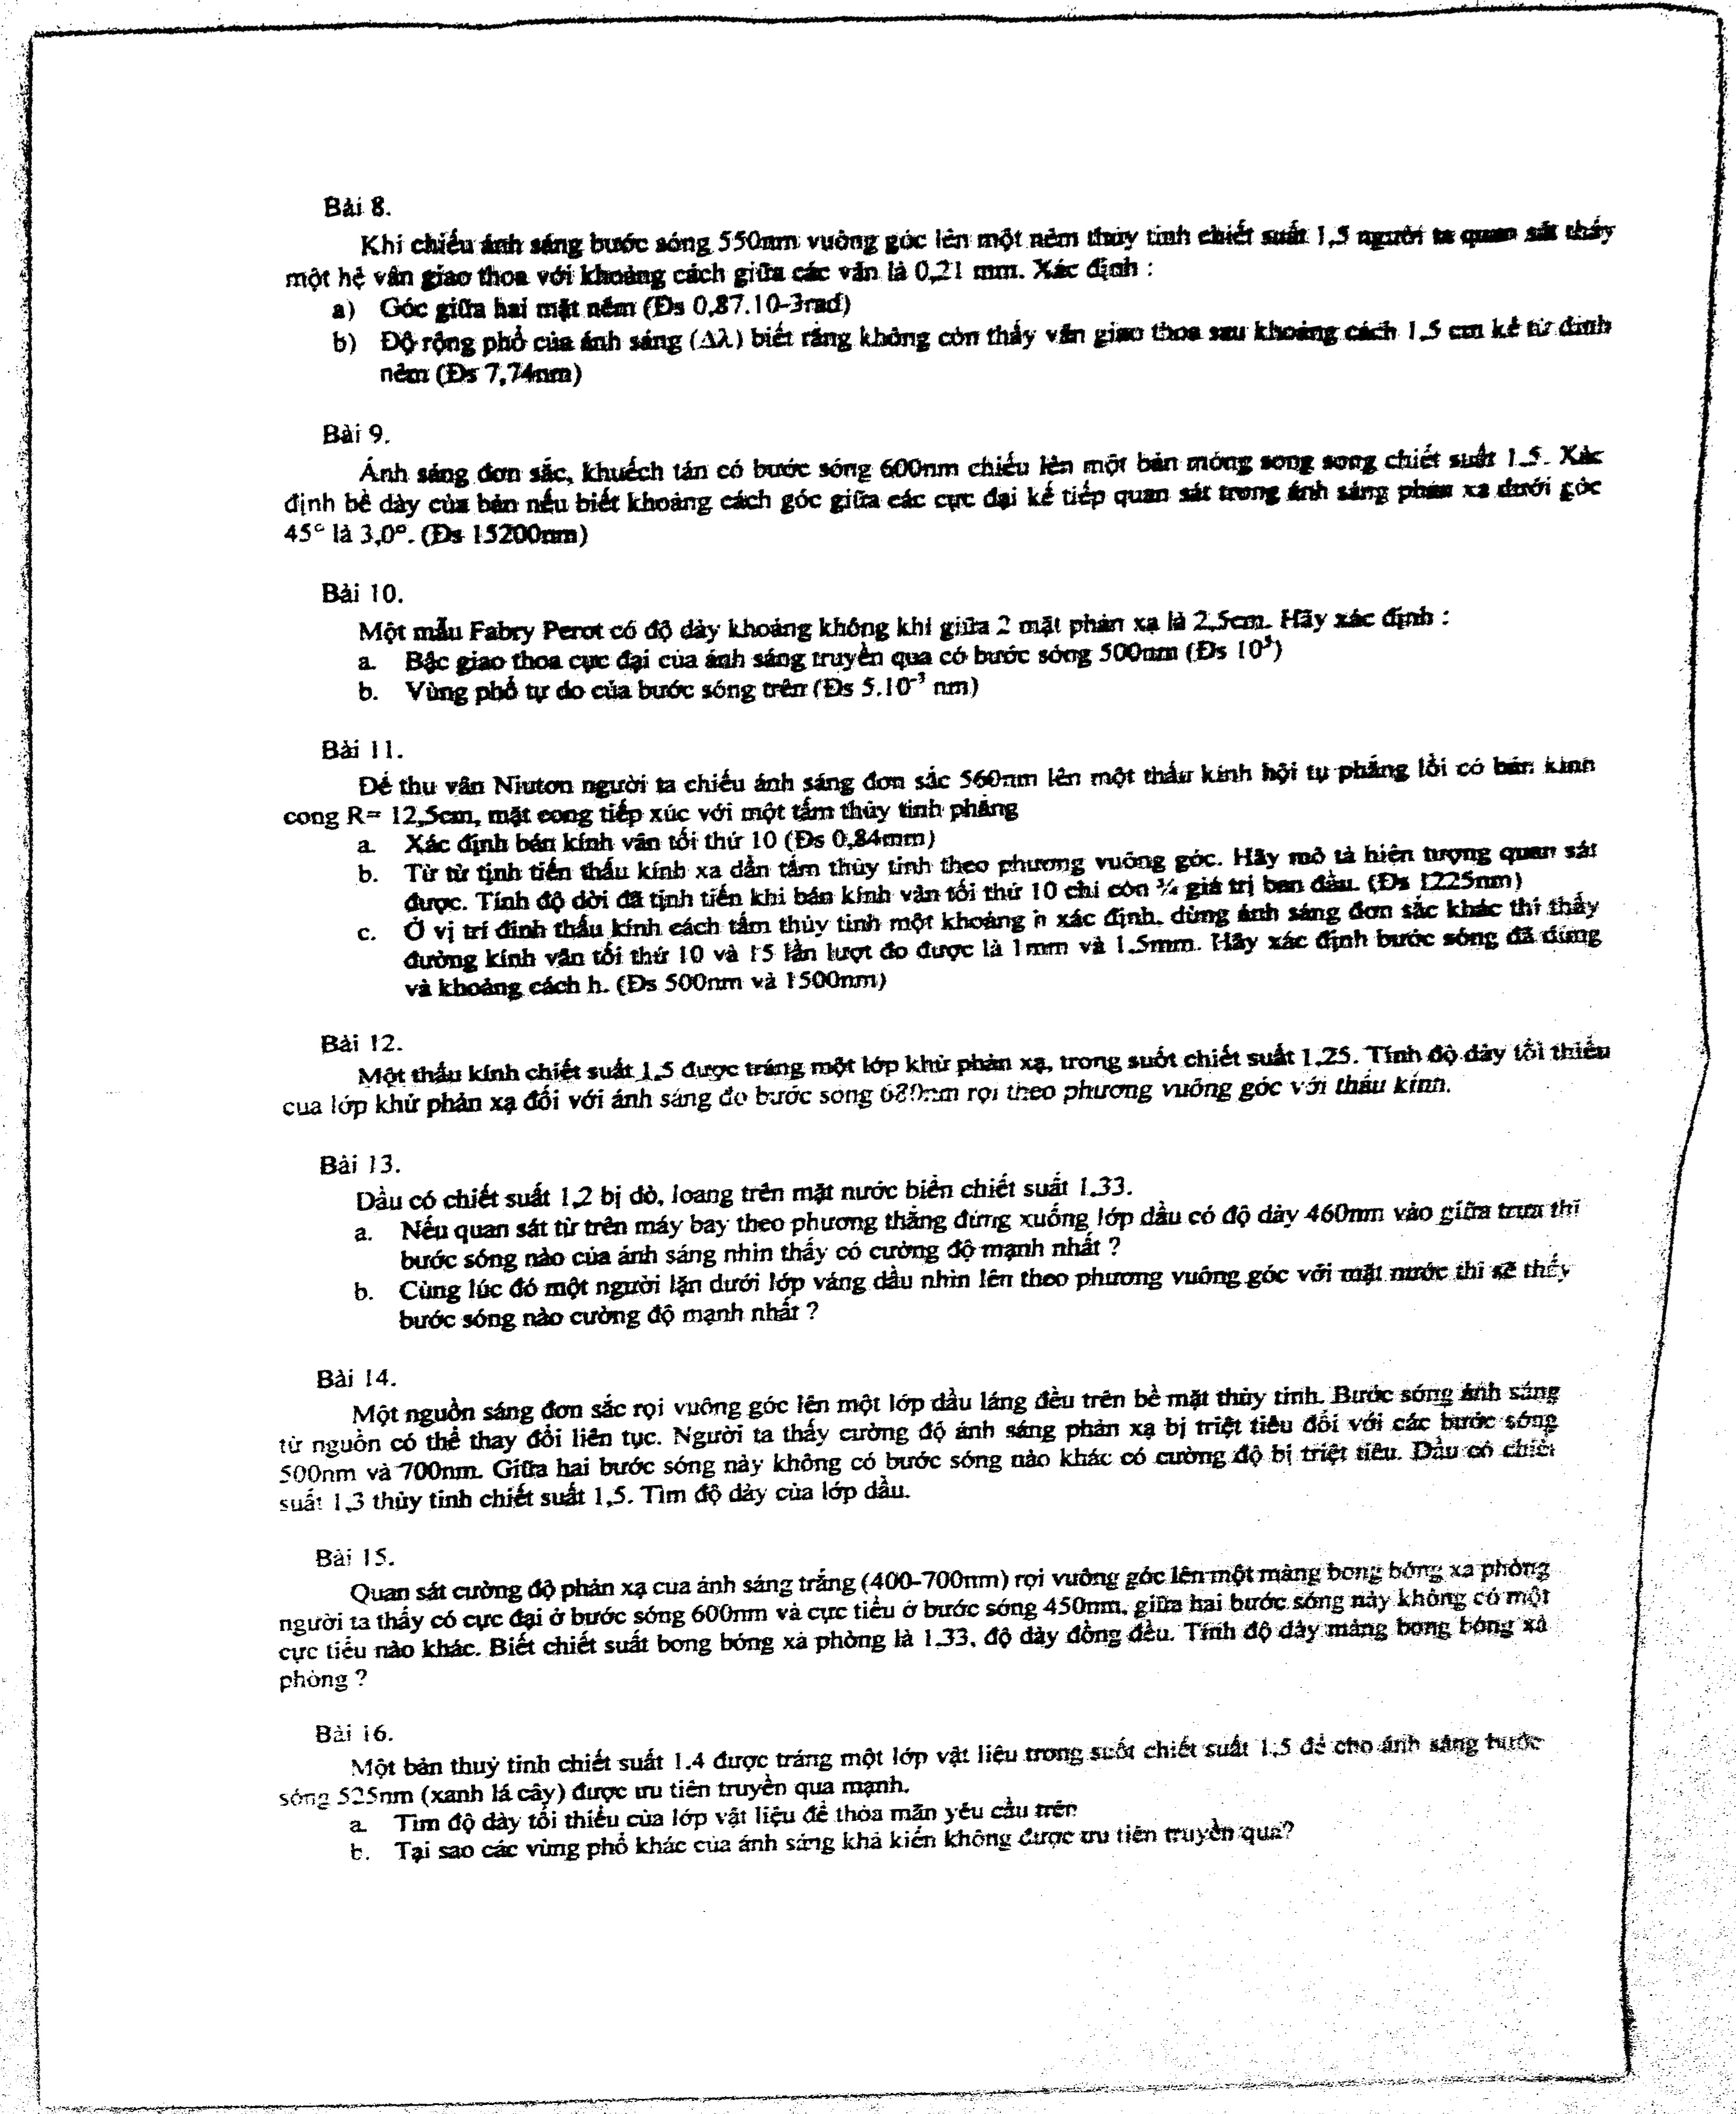 Bài 8.
Khi chiếu ánh sáng bước sóng 550nm vuông góc lên một nêm thủy tinh chiết suất 1,5 người ta quan sát thấy
một hệ vân giao thoa với khoảng cách giữa các vân là 0,21 mm. Xác định :
a) Góc giữa hai mặt nêm (Đs 0,87.10-3rad)
b) Độ rộng phổ của ánh sáng (Δλ) biết rằng không còn thấy vân giao thoa sau khoảng cách 1,5 cm kể từ đỉnh
nêm (Đs 7,74nm)
Bài 9.
Ánh sáng đơn sắc, khuếch tán có bước sóng 600nm chiếu lên một bản mỏng song song chiết suất 1.5. Xác
định bề dày của bản nếu biết khoảng cách góc giữa các cực đại kế tiếp quan sát trong ánh sáng phản xạ dưới góc
45° là 3,0°. (Đs 15200nm)
Bài 10.
Một mẫu Fabry Perot có độ dày khoảng không khí giữa 2 mặt phản xạ là 2,5cm. Hãy xác định :
a. Bậc giao thoa cực đại của ánh sáng truyền qua có bước sóng 500nm (Đs 10⁵)
b. Vùng phổ tự do của bước sóng trên (Đs 5.10⁻³ nm)
Bài 11.
Để thu vân Niuton người ta chiếu ánh sáng đơn sắc 560nm lên một thấu kính hội tụ phẳng lồi có bán kính
cong R= 12,5cm, mặt cong tiếp xúc với một tấm thủy tinh phẳng
a. Xác định bán kính vân tối thứ 10 (Đs 0,84mm)
b. Từ từ tịnh tiến thấu kính xa dần tấm thủy tinh theo phương vuông góc. Hãy mô tả hiện tượng quan sát
được. Tính độ dời đã tịnh tiến khi bán kính vân tối thứ 10 chỉ còn ¾ giá trị ban đầu. (Đs 1225nm)
c. Ở vị trí đỉnh thấu kính cách tấm thủy tinh một khoảng h xác định, dùng ánh sáng đơn sắc khác thì thấy
đường kính vân tối thứ 10 và 15 lần lượt đo được là 1mm và 1.5mm. Hãy xác định bước sóng đã dùng
và khoảng cách h. (Đs 500nm và 1500nm)
Bài 12.
Một thấu kính chiết suất 1.5 được tráng một lớp khử phản xạ, trong suốt chiết suất 1,25. Tính độ dày tối thiểu
cua lớp khử phản xạ đối với ánh sáng đo bước sóng 680nm rọi theo phương vuông góc với thấu kính.
Bài 13.
Dầu có chiết suất 1,2 bị dò, loang trên mặt nước biển chiết suất 1.33.
a. Nếu quan sát từ trên máy bay theo phương thẳng đứng xuống lớp dầu có độ dày 460nm vào giữa trưa thì
bước sóng nào của ánh sáng nhìn thấy có cường độ mạnh nhất ?
b. Cùng lúc đó một người lặn dưới lớp váng dầu nhìn lên theo phương vuông góc với mặt nước thì sẽ thấy
bước sóng nào cường độ mạnh nhất ?
Bài 14.
Một nguồn sáng đơn sắc rọi vuông góc lên một lớp dầu láng đều trên bề mặt thủy tinh. Bước sóng ánh sáng
từ nguồn có thể thay đổi liên tục. Người ta thấy cường độ ánh sáng phản xạ bị triệt tiêu đối với các bước sóng
500nm và 700nm. Giữa hai bước sóng này không có bước sóng nào khác có cường độ bị triệt tiêu. Dầu có chiết
suất 1,3 thủy tinh chiết suất 1,5. Tìm độ dày của lớp dầu.
Bài 15.
Quan sát cường độ phản xạ cua ánh sáng trắng (400-700nm) rọi vuông góc lên một màng bong bóng xà phòng
người ta thấy có cực đại ở bước sóng 600nm và cực tiểu ở bước sóng 450nm, giữa hai bước sóng này không có một
cực tiểu nào khác. Biết chiết suất bong bóng xà phòng là 1.33, độ dày đồng đều. Tính độ dày màng bong bóng xà
phòng ?
Bài 16.
Một bản thuỷ tinh chiết suất 1.4 được tráng một lớp vật liệu trong suốt chiết suất 1.5 để cho ánh sáng bước
sóng 525nm (xanh lá cây) được ưu tiên truyền qua mạnh.
a. Tìm độ dày tối thiểu của lớp vật liệu để thỏa mãn yêu cầu trên
b. Tại sao các vùng phổ khác của ánh sáng khả kiến không được ưu tiên truyền qua?